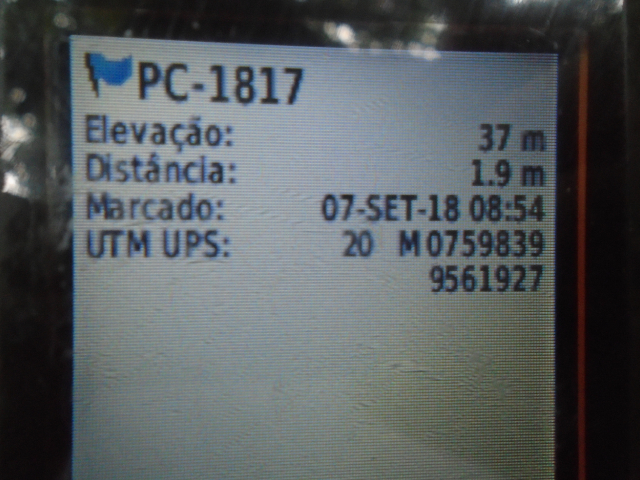 PC-1817
Elevação: 37 m
Distância: 1.9 m
Marcado: 07-SET-18 08:54
UTM UPS: 20 M 0759839
9561927